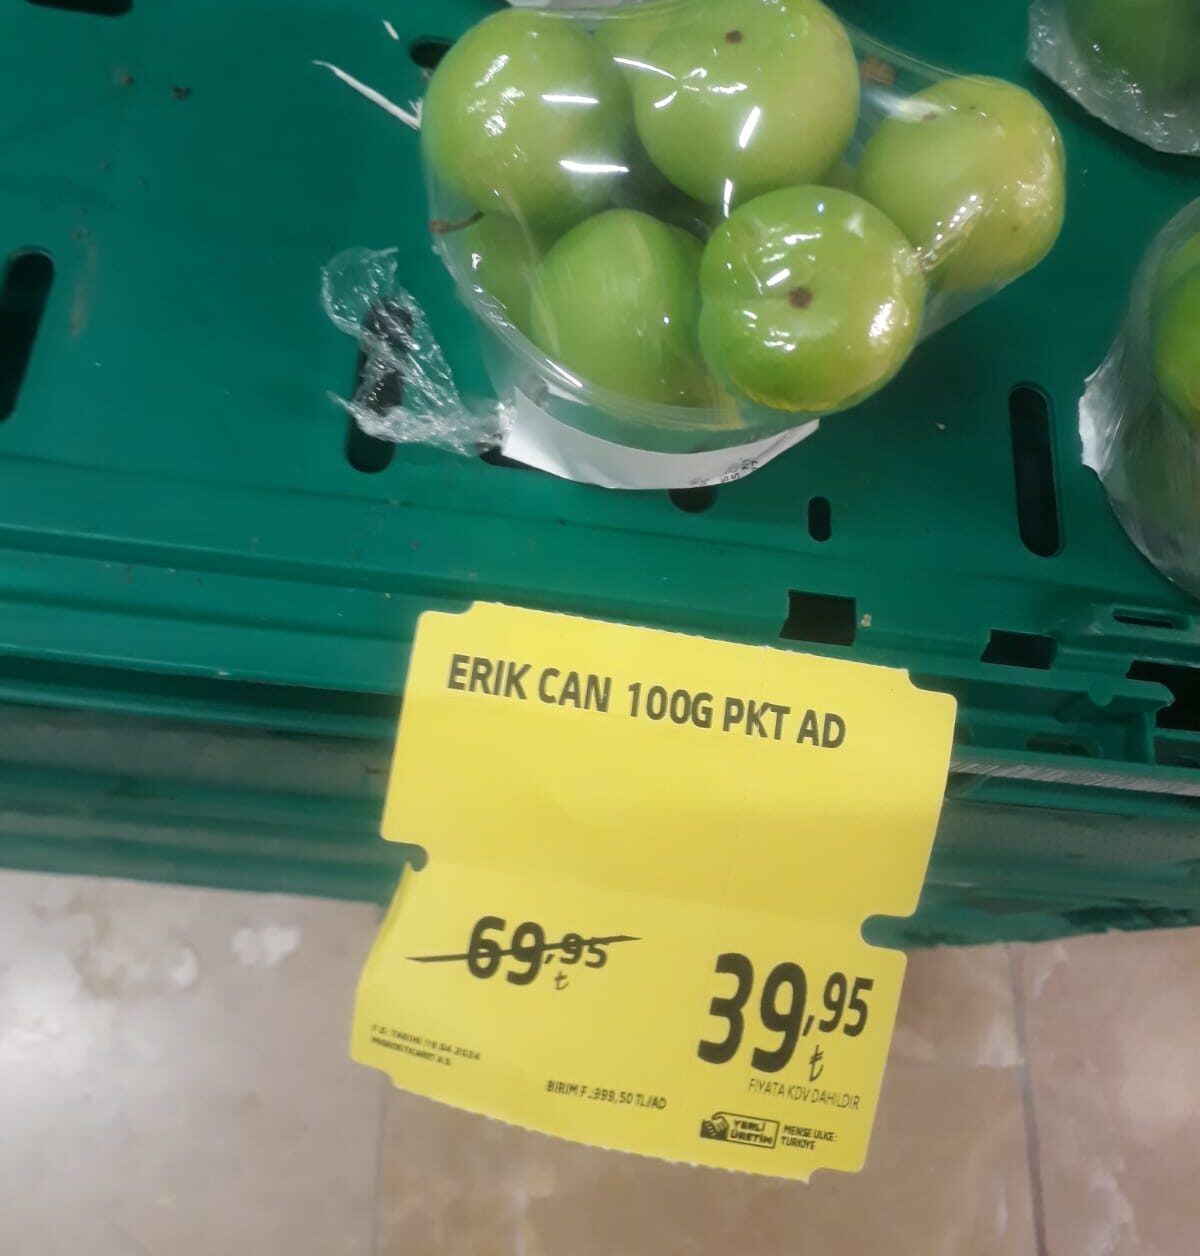 ERIK CAN 100G PKT AD
69,95
₺
39,95
₺
FIYATA KDV DAHILDIR
BIRIM F.:399,50 TL/AD
YERLİ
ÜRETİM
MENSE ULKE:
TURKIYE